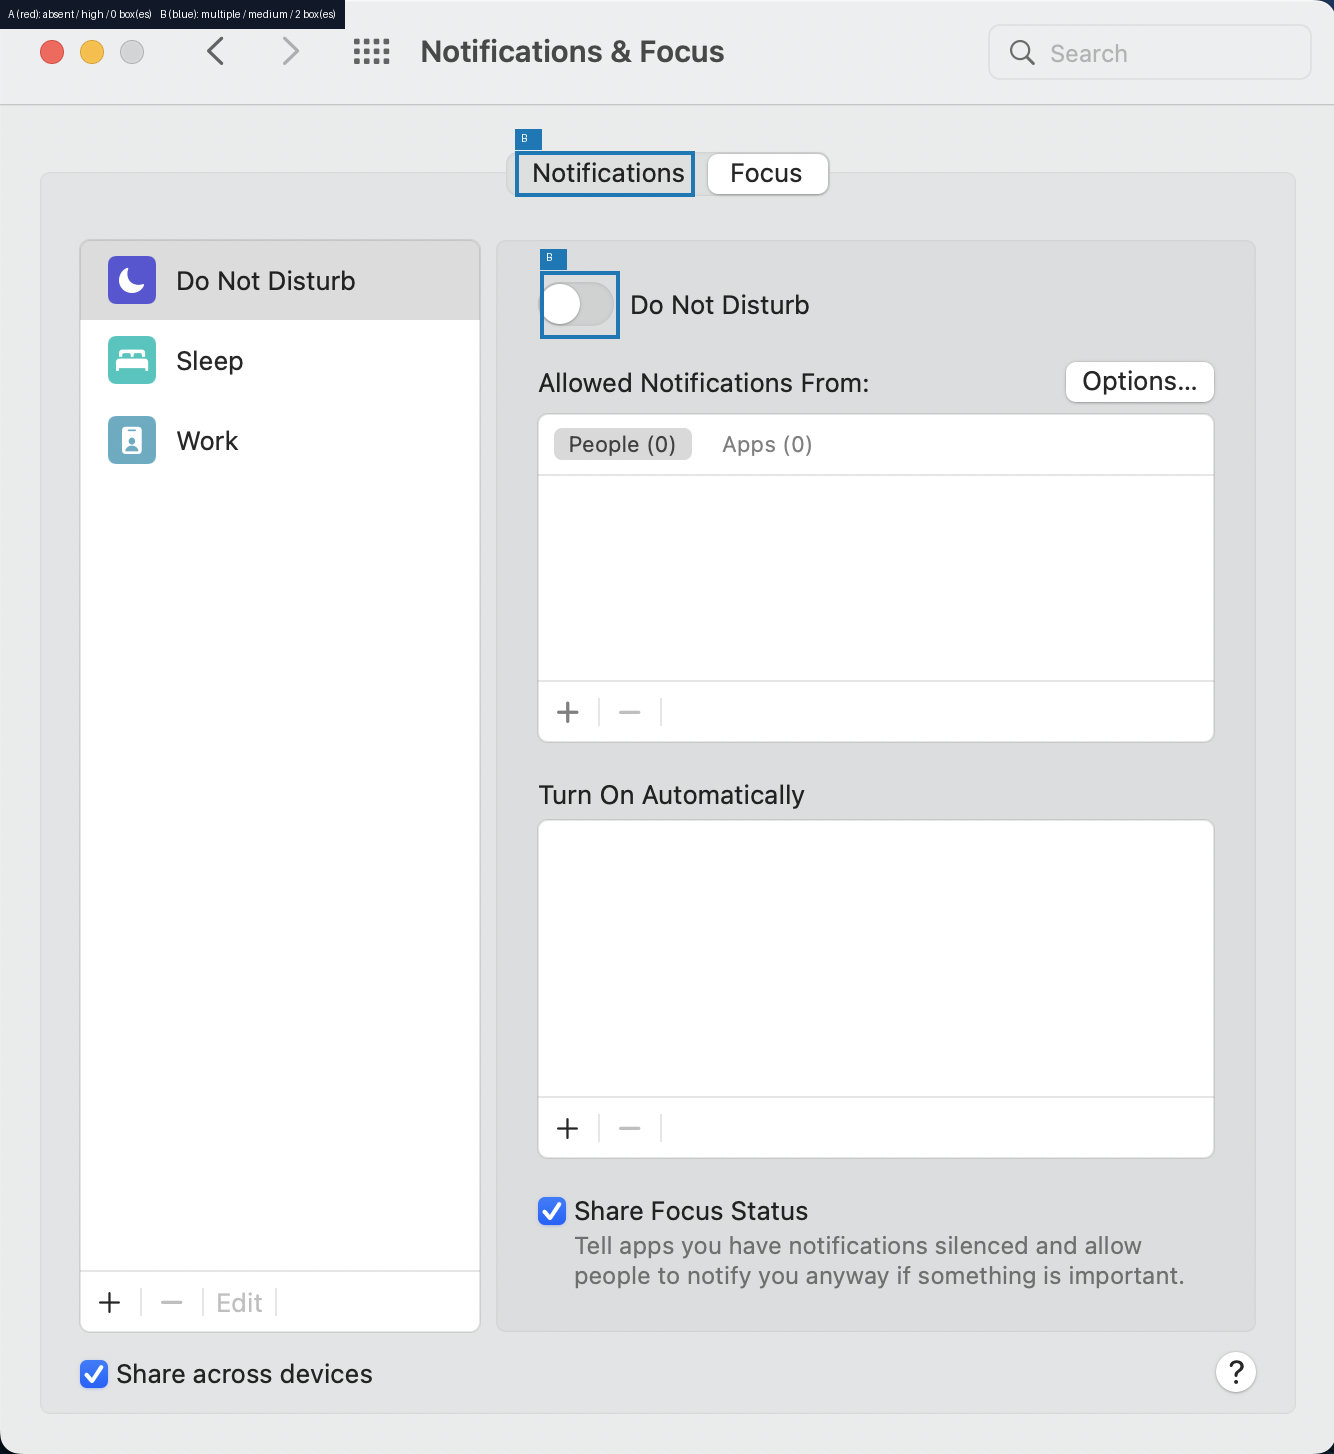 A (red): absent / high / 0 box(es)   B (blue): multiple / medium / 2 box(es)
Notifications & Focus
Search
B
Notifications
Focus
Do Not Disturb
Sleep
Work
Edit
B
Do Not Disturb
Allowed Notifications From:
Options...
People (0)
Apps (0)
Turn On Automatically
Share Focus Status
Tell apps you have notifications silenced and allow
people to notify you anyway if something is important.
Share across devices
?